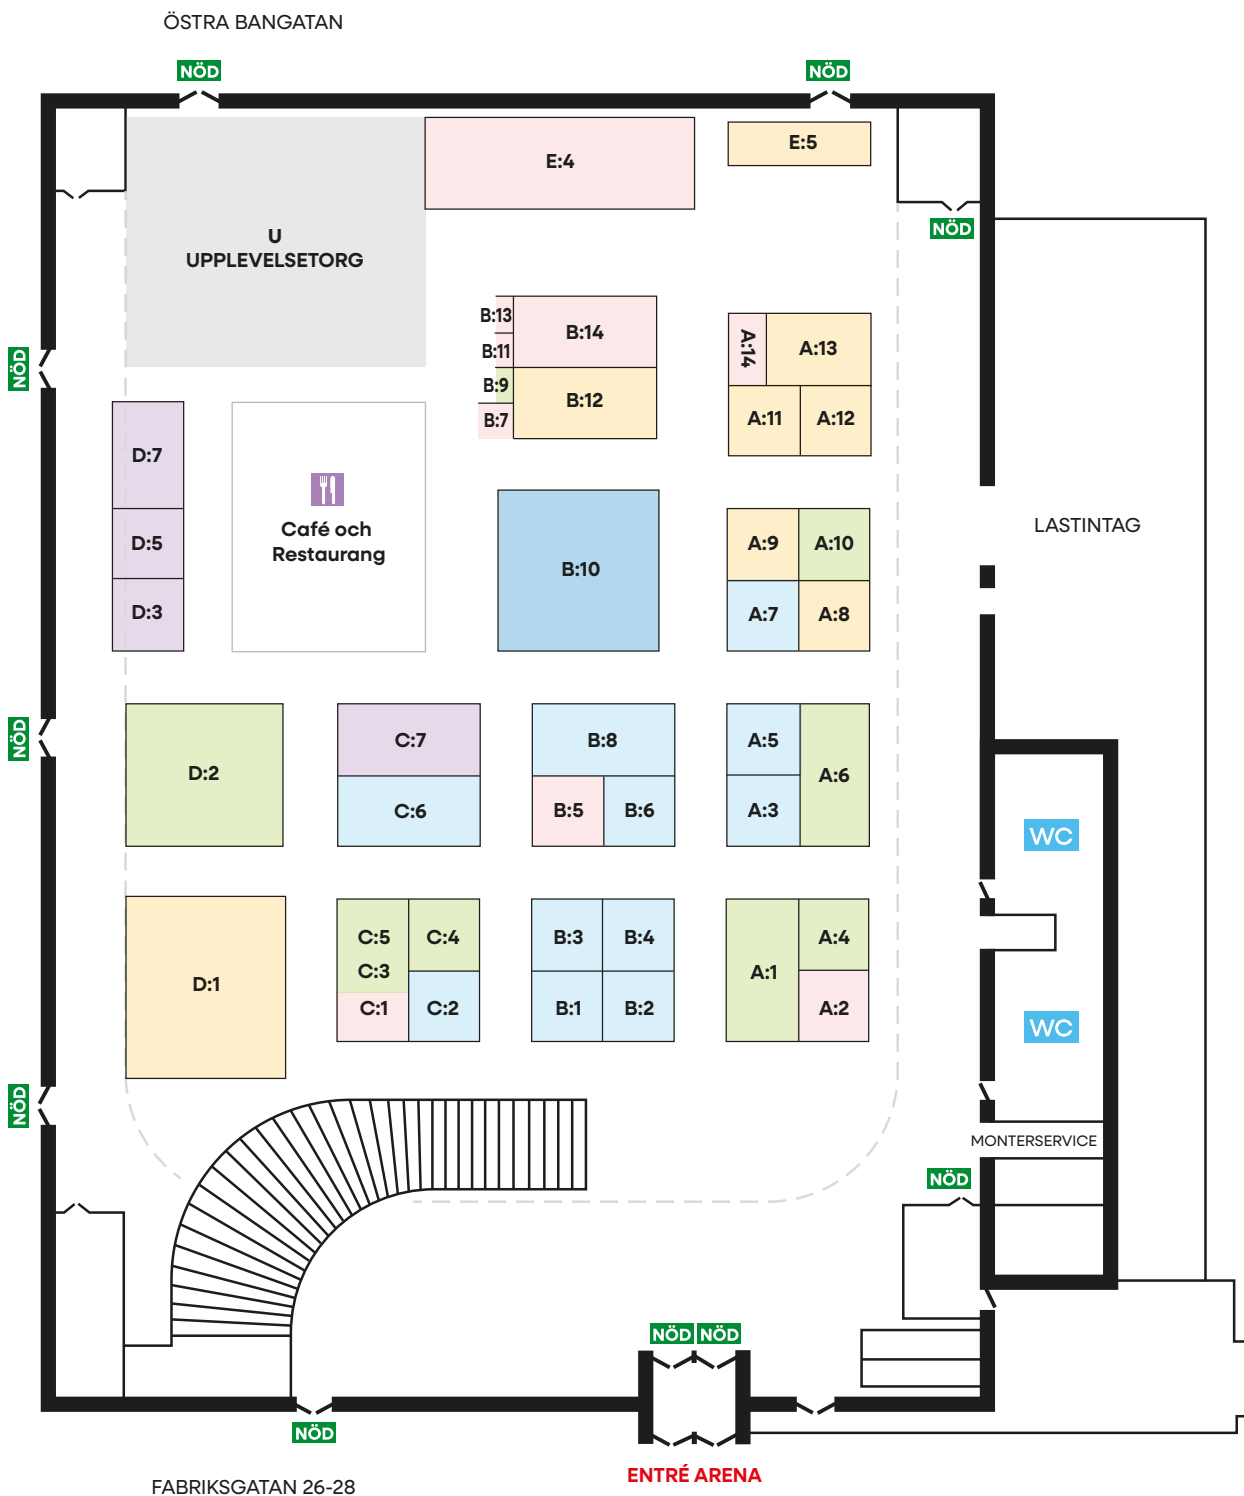 ÖSTRA BANGATAN
NÖD
NÖD
E:4
E:5
NÖD
U
UPPLEVELSETORG
B:13
B:14
B:11
B:9
B:12
B:7
A:14
A:13
A:11
A:12
NÖD
D:7
D:5
D:3
Café och
Restaurang
B:10
A:9
A:10
A:7
A:8
LASTINTAG
NÖD
D:2
C:7
C:6
B:8
B:5
B:6
A:5
A:3
A:6
WC
D:1
C:5
C:4
C:3
C:1
C:2
B:3
B:4
B:1
B:2
A:1
A:4
A:2
WC
NÖD
MONTERSERVICE
NÖD
NÖD
NÖD
NÖD
ENTRÉ ARENA
FABRIKSGATAN 26-28